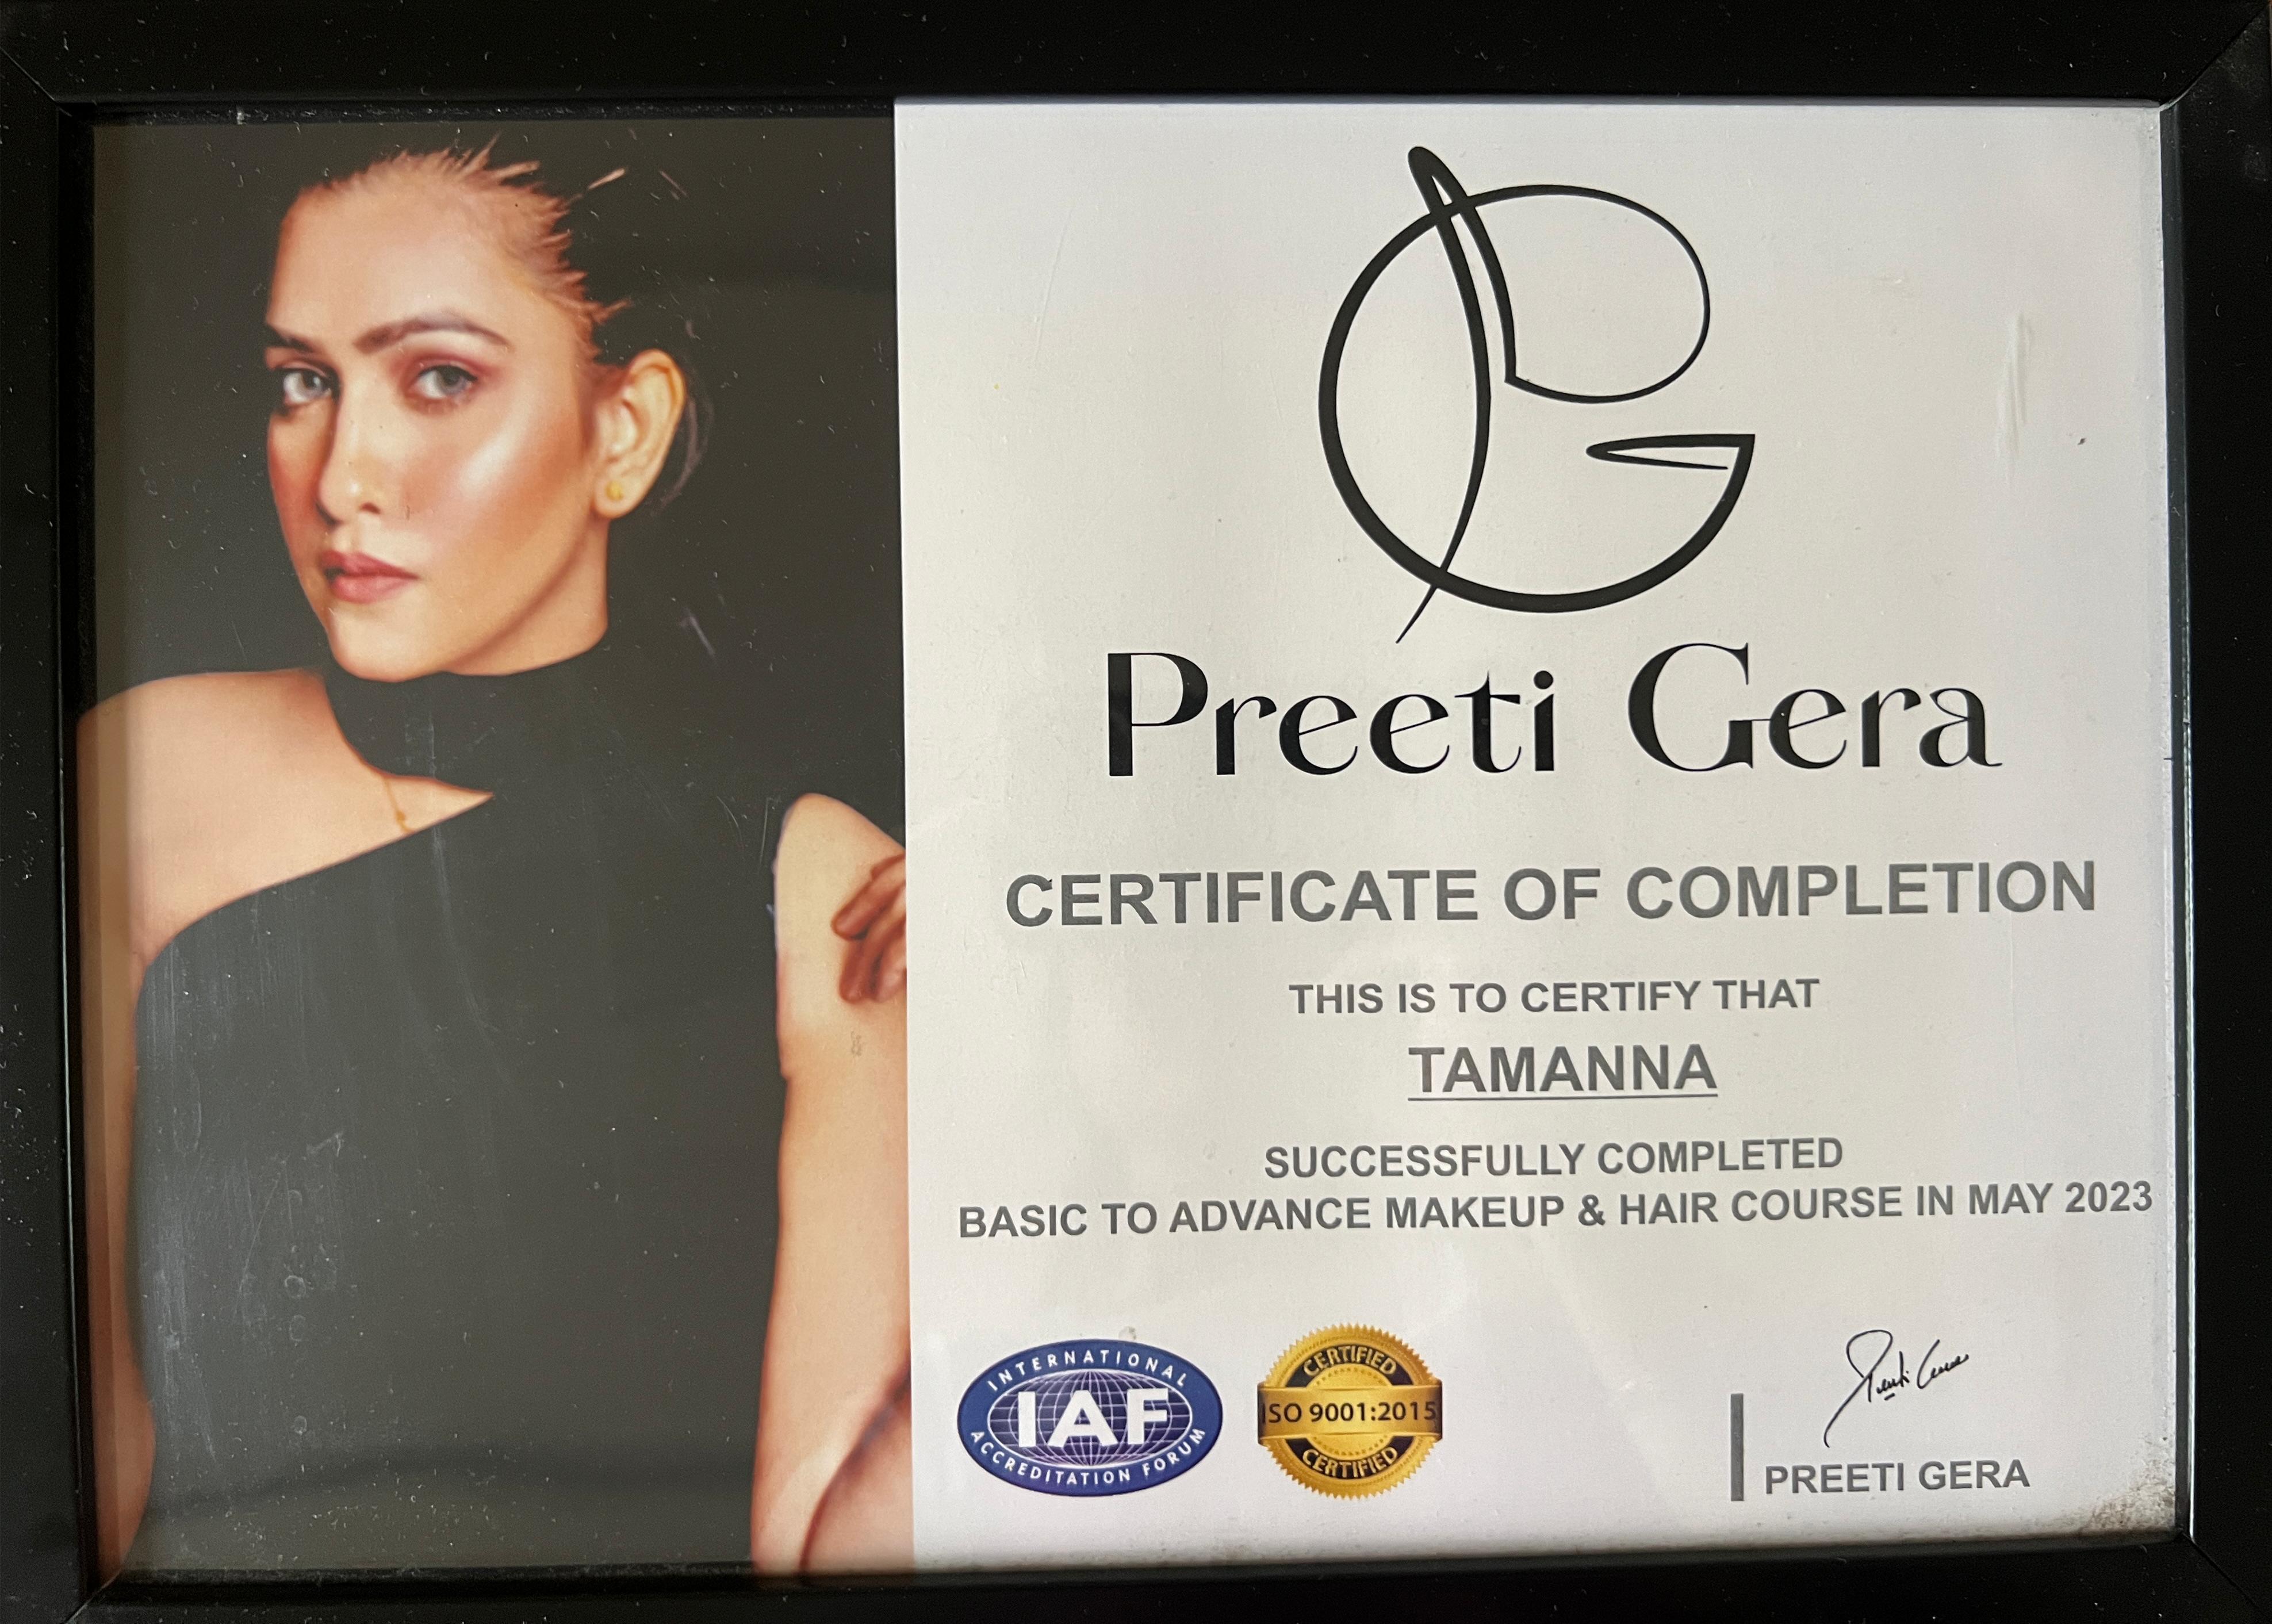 Preeti Gera
CERTIFICATE OF COMPLETION
THIS IS TO CERTIFY THAT
TAMANNA
SUCCESSFULLY COMPLETED
BASIC TO ADVANCE MAKEUP & HAIR COURSE IN MAY 2023
INTERNATIONAL
IAF
ACCREDITATION FORUM
CERTIFIED
ISO 9001:2015
CERTIFIED
Preeti Gera
PREETI GERA